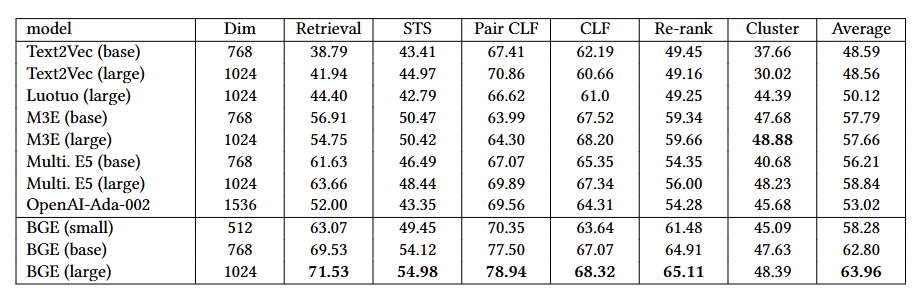 model Dim Retrieval STS Pair CLF CLF Re-rank Cluster Average
Text2Vec (base) 768 38.79 43.41 67.41 62.19 49.45 37.66 48.59
Text2Vec (large) 1024 41.94 44.97 70.86 60.66 49.16 30.02 48.56
Luotuo (large) 1024 44.40 42.79 66.62 61.0 49.25 44.39 50.12
M3E (base) 768 56.91 50.47 63.99 67.52 59.34 47.68 57.79
M3E (large) 1024 54.75 50.42 64.30 68.20 59.66 48.88 57.66
Multi. E5 (base) 768 61.63 46.49 67.07 65.35 54.35 40.68 56.21
Multi. E5 (large) 1024 63.66 48.44 69.89 67.34 56.00 48.23 58.84
OpenAI-Ada-002 1536 52.00 43.35 69.56 64.31 54.28 45.68 53.02
BGE (small) 512 63.07 49.45 70.35 63.64 61.48 45.09 58.28
BGE (base) 768 69.53 54.12 77.50 67.07 64.91 47.63 62.80
BGE (large) 1024 71.53 54.98 78.94 68.32 65.11 48.39 63.96